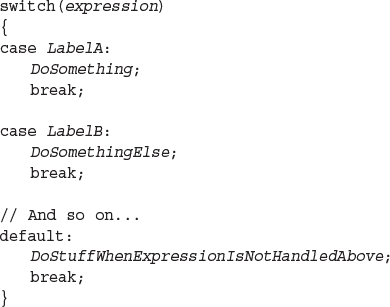 switch(expression)
{
case LabelA:
DoSomething;
break;
case LabelB:
DoSomethingElse;
break;
// And so on...
default:
DoStuffWhenExpressionIsNotHandledAbove;
break;
}